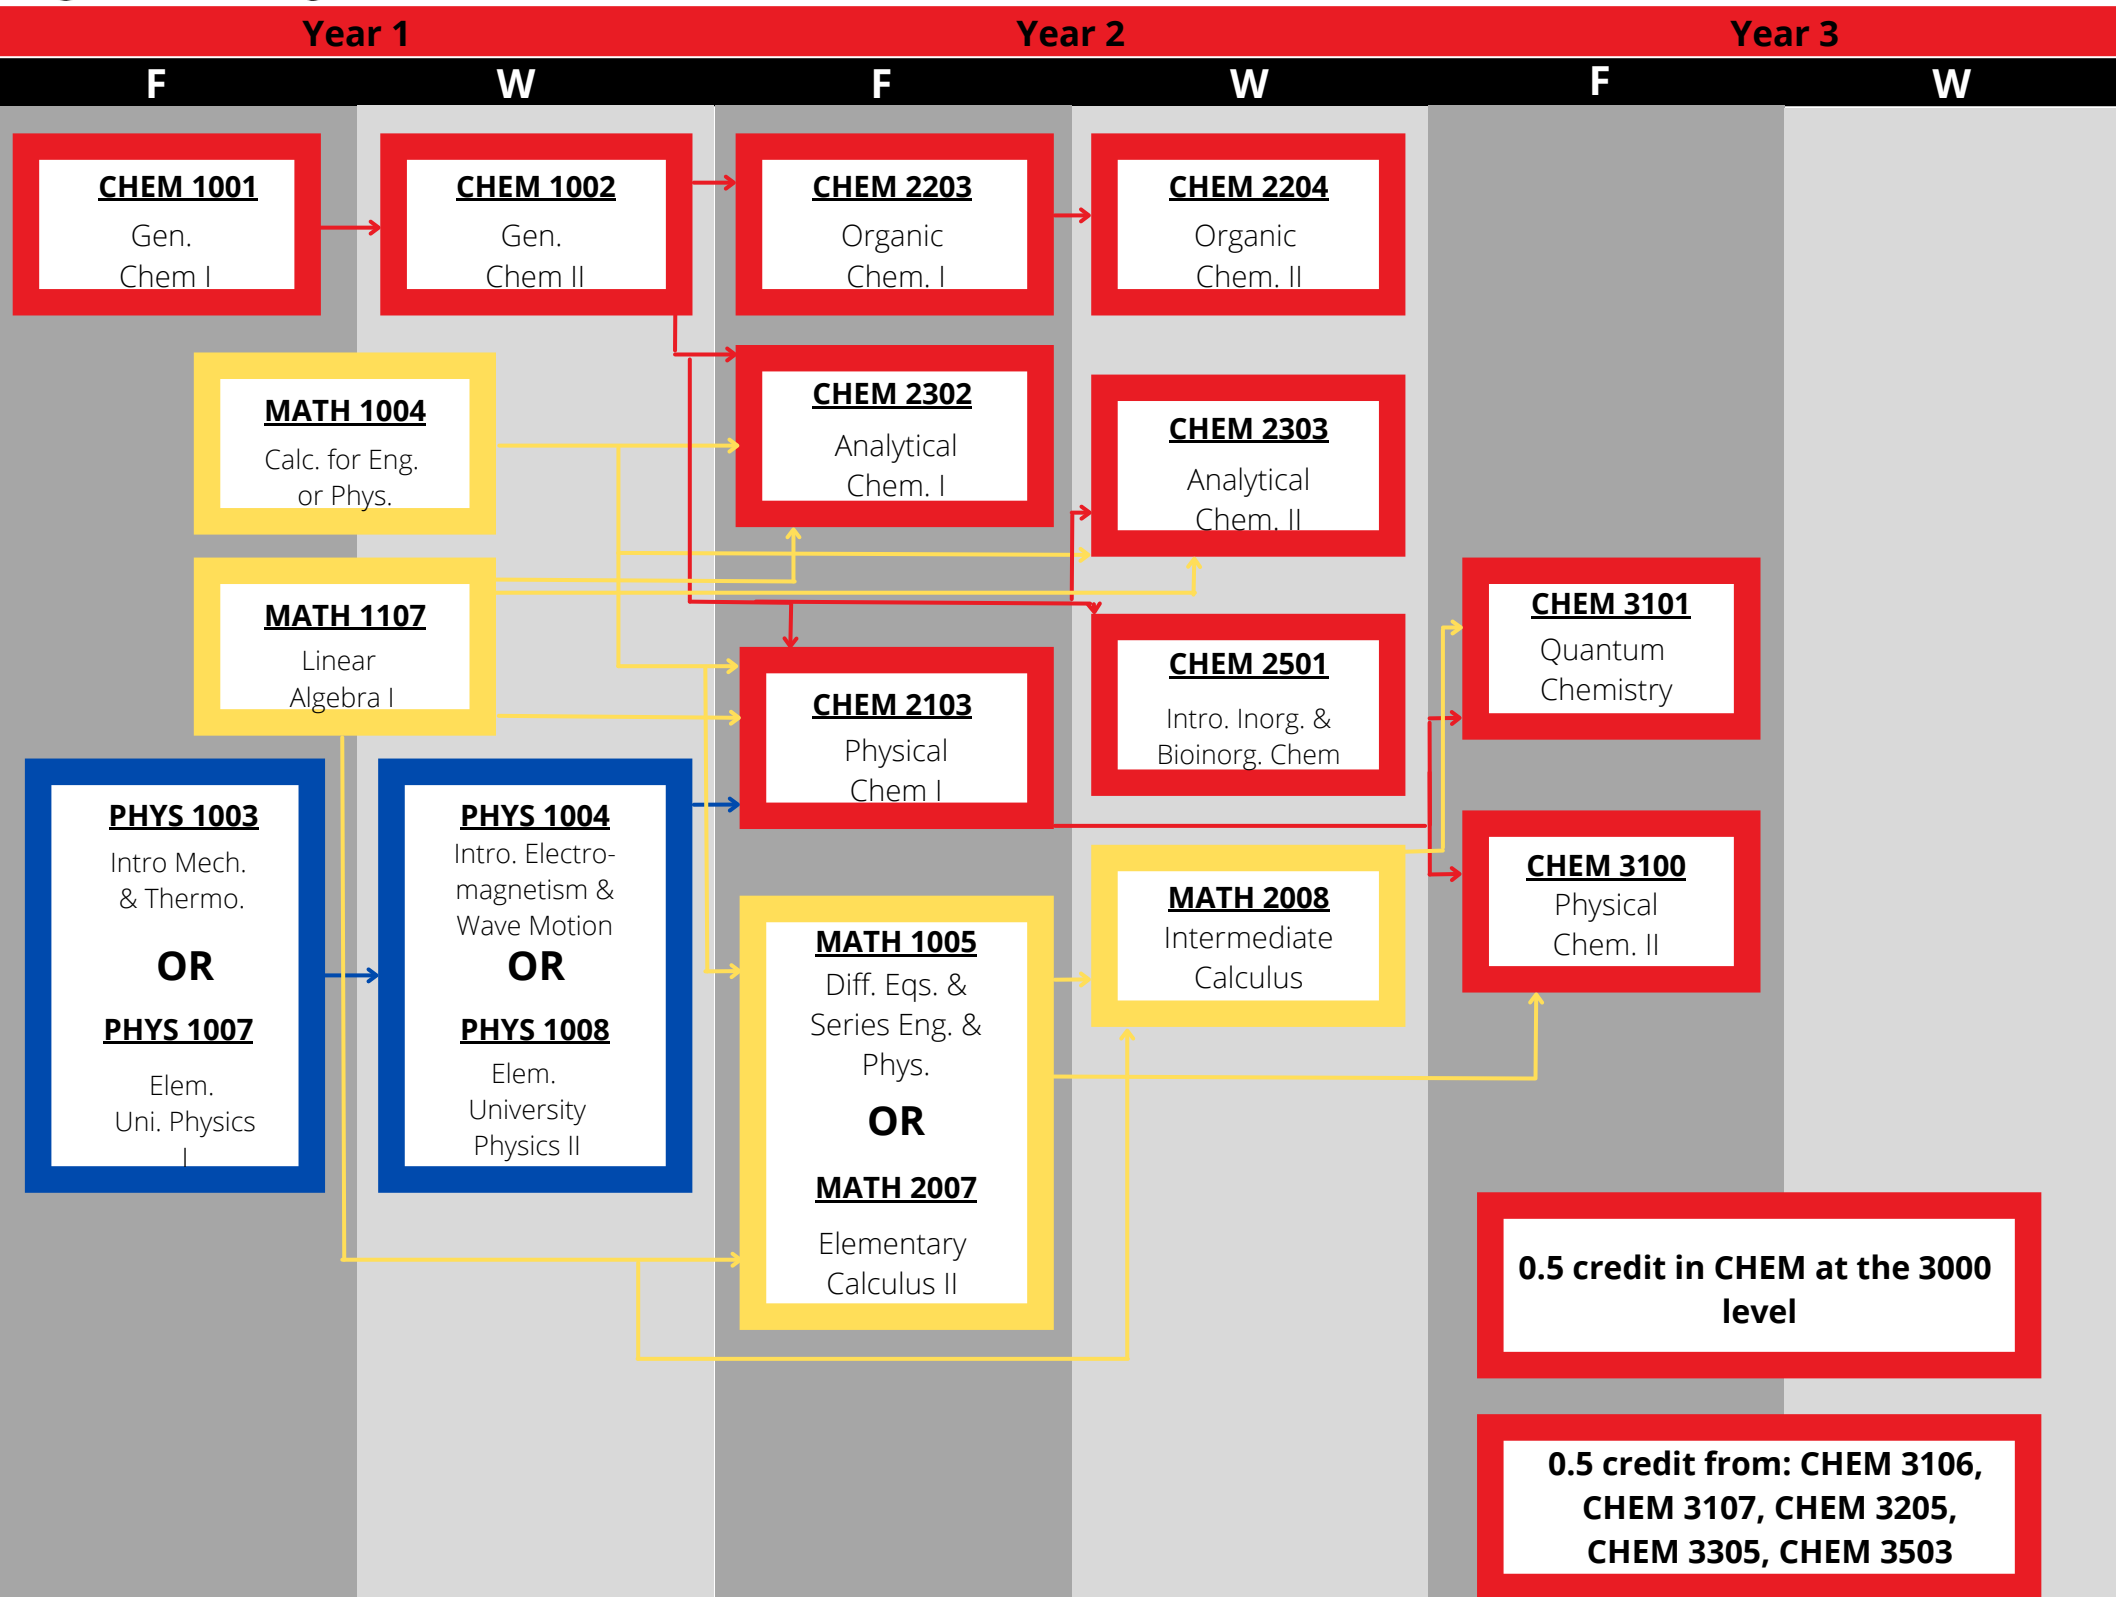 Year 1
Year 2
Year 3
F
W
F
W
F
W
CHEM 1001
Gen.
Chem I
CHEM 1002
Gen.
Chem II
CHEM 2203
Organic
Chem. I
CHEM 2204
Organic
Chem. II
MATH 1004
Calc. for Eng.
or Phys.
CHEM 2302
Analytical
Chem. I
CHEM 2303
Analytical
Chem. II
MATH 1107
Linear
Algebra I
CHEM 2103
Physical
Chem I
CHEM 2501
Intro. Inorg. &
Bioinorg. Chem
CHEM 3101
Quantum
Chemistry
PHYS 1003
Intro Mech.
& Thermo.
OR
PHYS 1007
Elem.
Uni. Physics
I
PHYS 1004
Intro. Electro-
magnetism &
Wave Motion
OR
PHYS 1008
Elem.
University
Physics II
MATH 1005
Diff. Eqs. &
Series Eng. &
Phys.
OR
MATH 2007
Elementary
Calculus II
MATH 2008
Intermediate
Calculus
CHEM 3100
Physical
Chem. II
0.5 credit in CHEM at the 3000
level
0.5 credit from: CHEM 3106,
CHEM 3107, CHEM 3205,
CHEM 3305, CHEM 3503